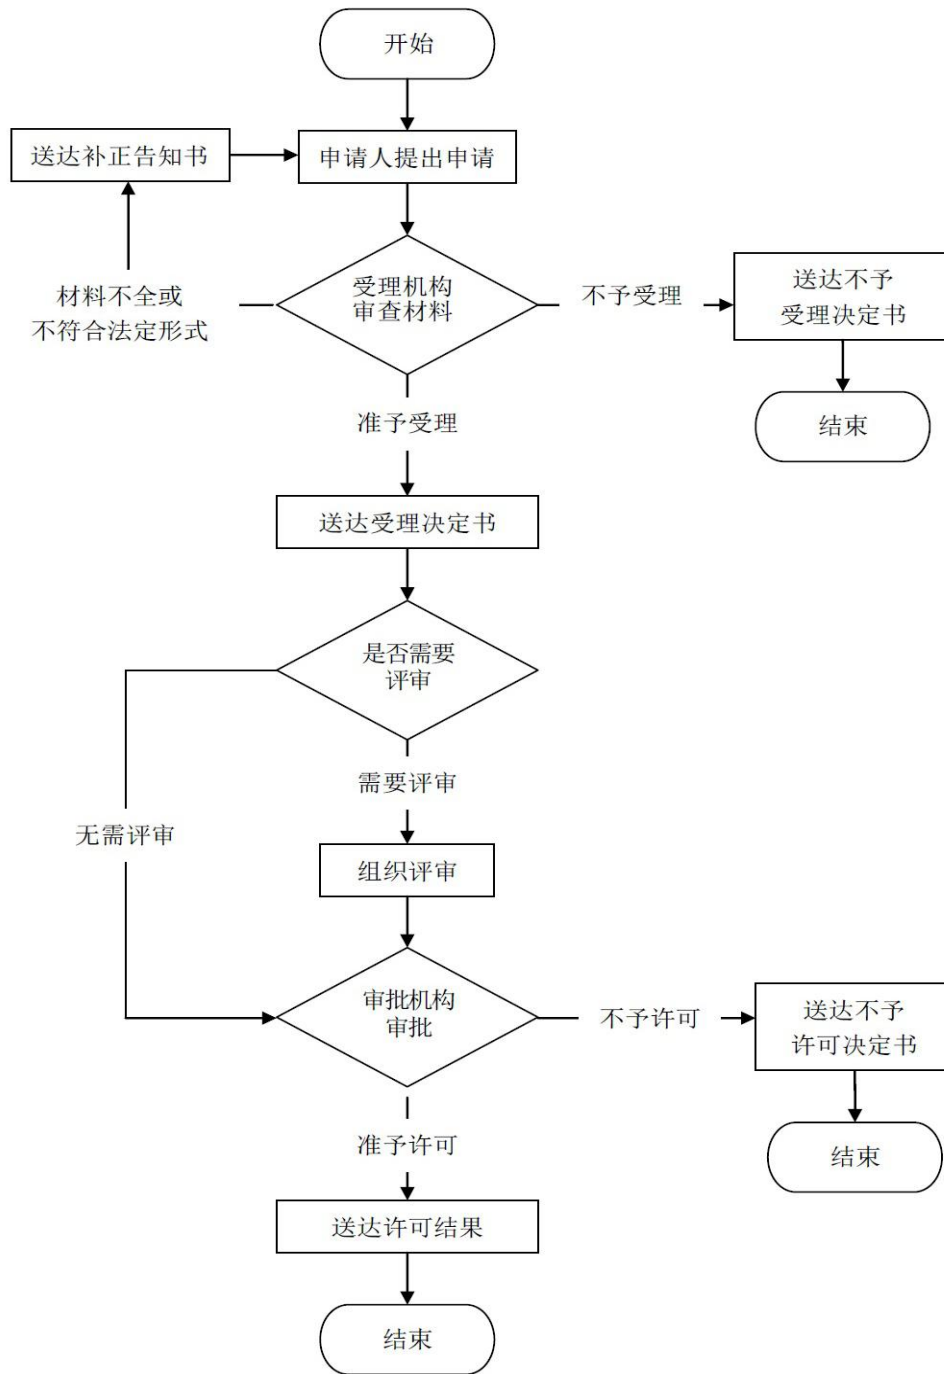 开始
送达补正告知书
申请人提出申请
材料不全或
不符合法定形式
受理机构
审查材料
不予受理
送达不予
受理决定书
结束
准予受理
送达受理决定书
是否需要
评审
需要评审
无需评审
组织评审
审批机构
审批
不予许可
送达不予
许可决定书
结束
准予许可
送达许可结果
结束